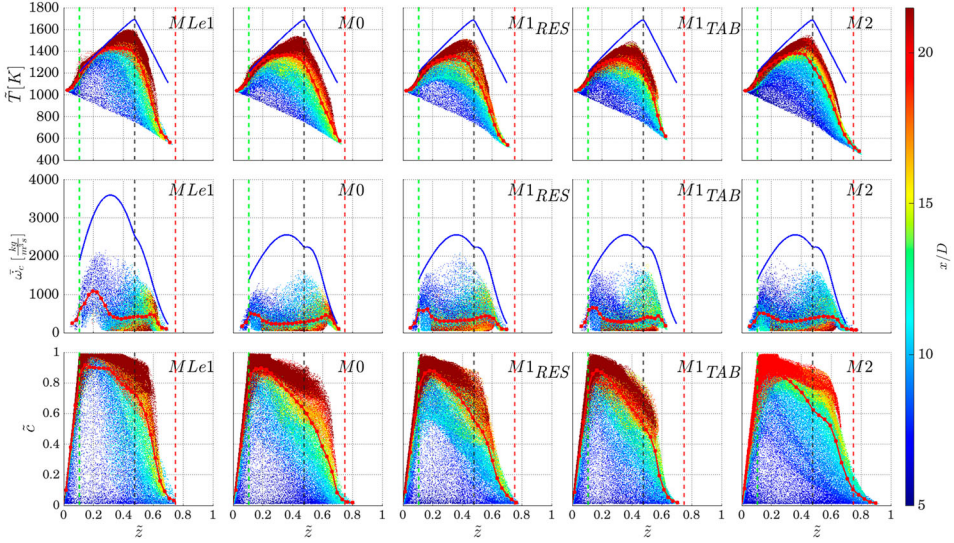 1800
1600
1400
1200
1000
800
600
400
T̃[K]
MLe1
M0
M1RES
M1TAB
M2
4000
3000
2000
1000
0
ω̃̇c [kg/m³s]
MLe1
M0
M1RES
M1TAB
M2
1
0.8
0.6
0.4
0.2
0
c̃
MLe1
M0
M1RES
M1TAB
M2
0 0.2 0.4 0.6 0.8 1
0 0.2 0.4 0.6 0.8 1
0 0.2 0.4 0.6 0.8 1
0 0.2 0.4 0.6 0.8 1
0 0.2 0.4 0.6 0.8 1
z̃ z̃ z̃ z̃ z̃
20
15
10
5
x/D